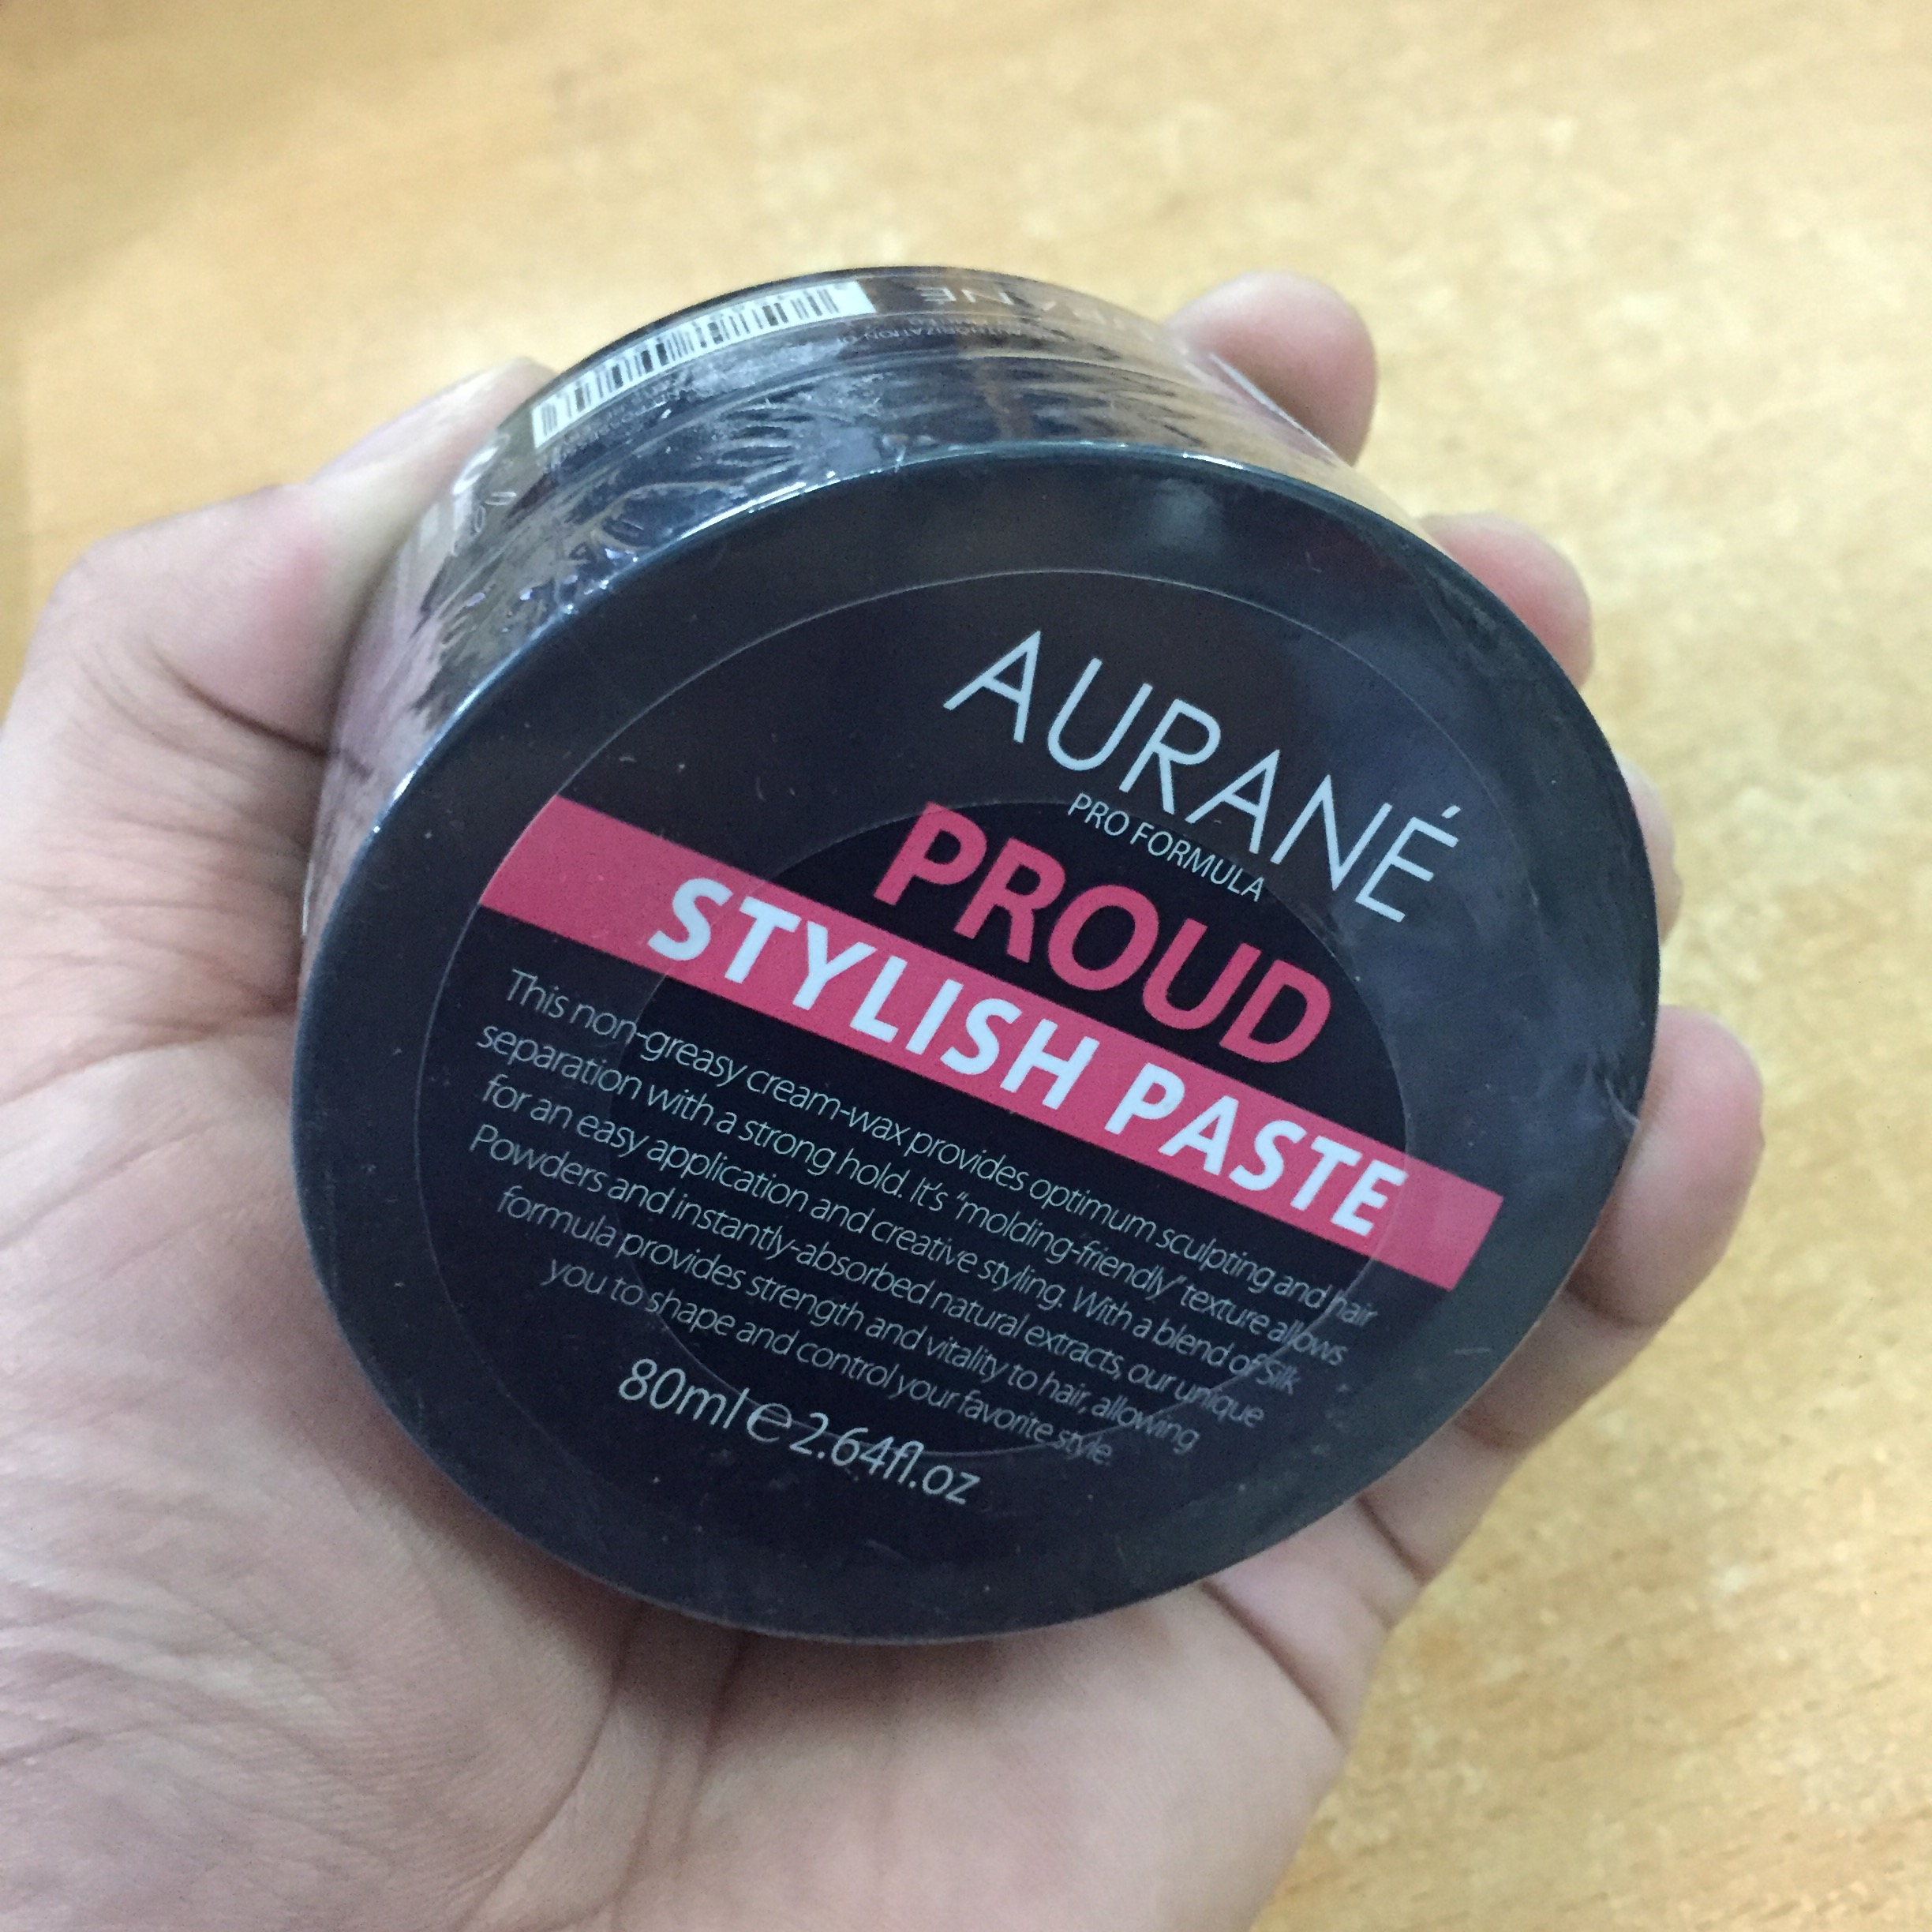 AURANÉ
AUTHORIZATION OF
AURANÉ
PRO FORMULA
PROUD
STYLISH PASTE
This non-greasy cream-wax provides optimum sculpting and hair
separation with a strong hold. It's "molding-friendly" texture allows
for an easy application and creative styling. With a blend of Silk
Powders and instantly-absorbed natural extracts, our unique
formula provides strength and vitality to hair, allowing
you to shape and control your favorite style.
80ml ℮ 2.64fl.oz